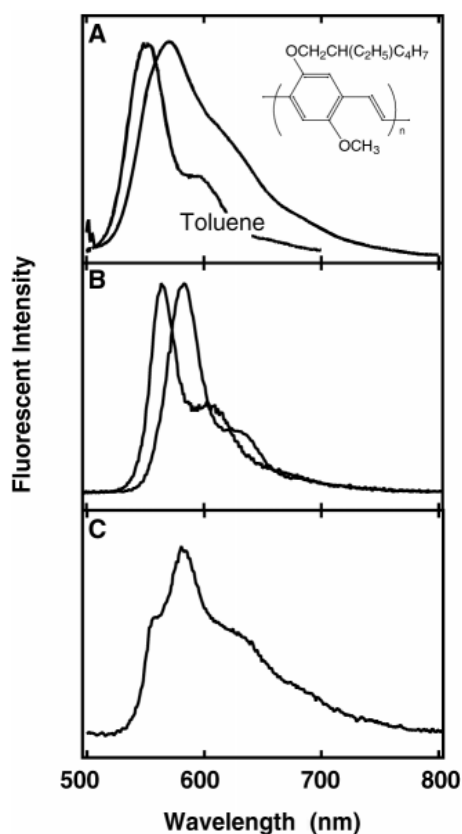 A
OCH₂CH(C₂H₅)C₄H₇
n
OCH₃
Toluene
B
C
Fluorescent Intensity
500 600 700 800
Wavelength (nm)